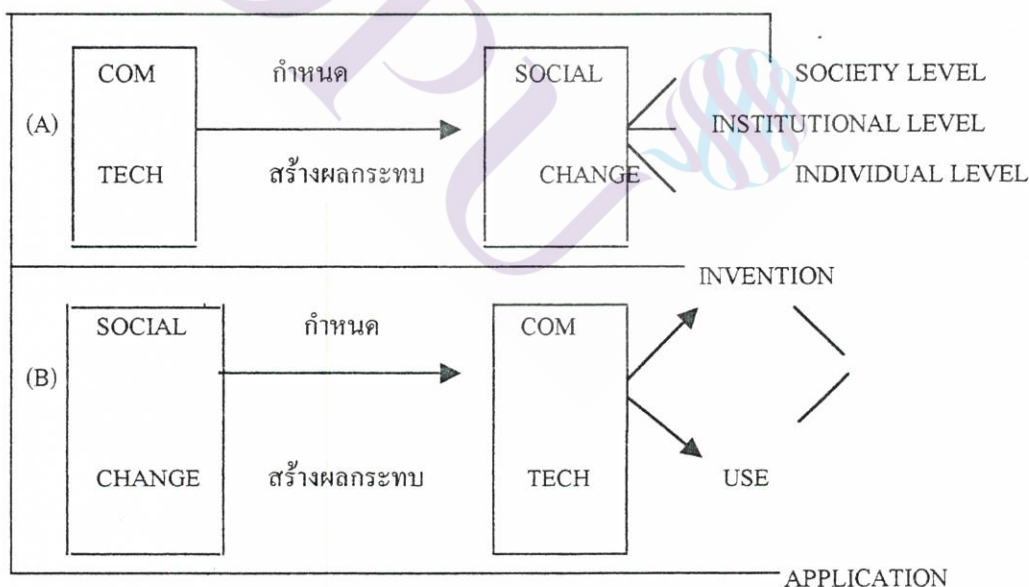 COM กำหนด SOCIAL SOCIETY LEVEL
(A) INSTITUTIONAL LEVEL
TECH สร้างผลกระทบ CHANGE INDIVIDUAL LEVEL
INVENTION
SOCIAL กำหนด COM
(B)
CHANGE สร้างผลกระทบ TECH USE
APPLICATION
DPU